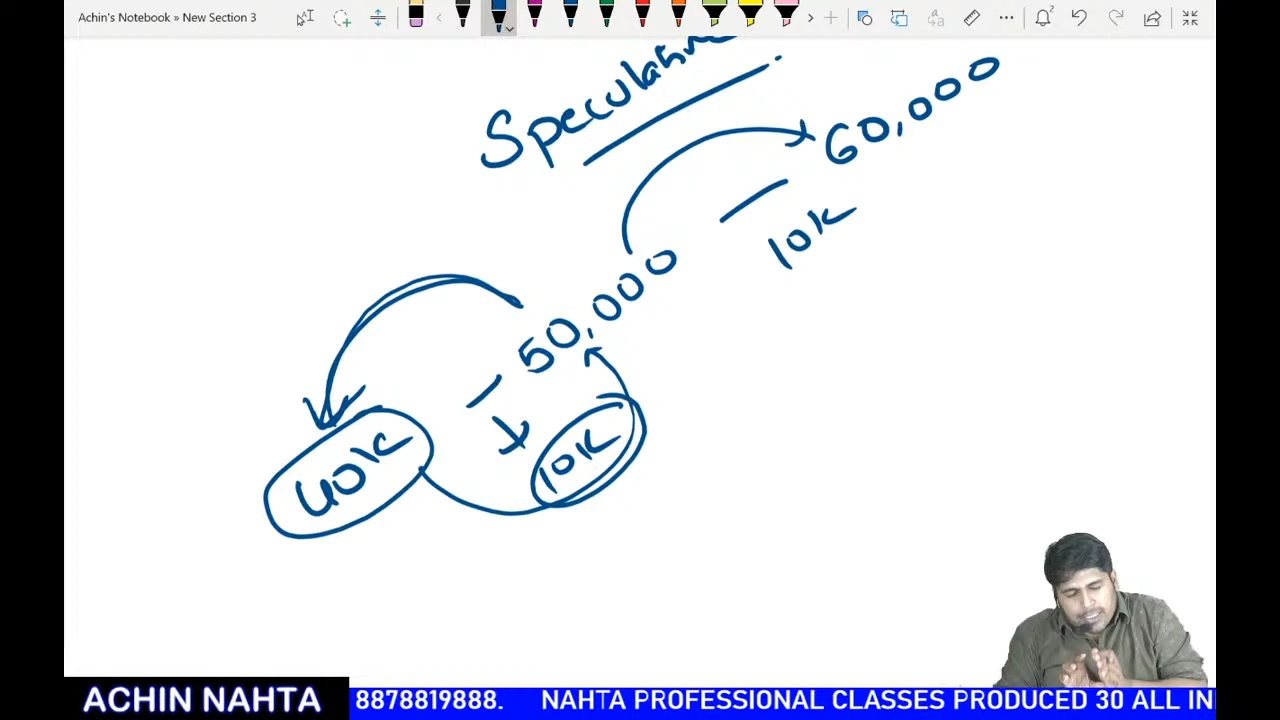 Achin's Notebook » New Section 3
60,000
10K
50,000
10K
40K
ACHIN NAHTA
8878819888. NAHTA PROFESSIONAL CLASSES PRODUCED 30 ALL IN